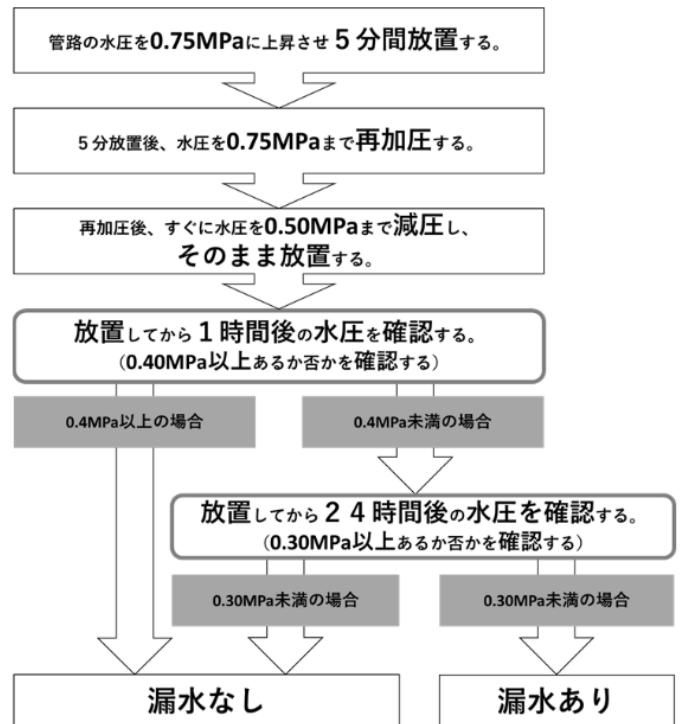 管路の水圧を0.75MPaに上昇させ５分間放置する。
５分放置後、水圧を0.75MPaまで再加圧する。
再加圧後、すぐに水圧を0.50MPaまで減圧し、
そのまま放置する。
放置してから１時間後の水圧を確認する。
（0.40MPa以上あるか否かを確認する）
0.4MPa以上の場合
0.4MPa未満の場合
放置してから２４時間後の水圧を確認する。
（0.30MPa以上あるか否かを確認する）
0.30MPa未満の場合
0.30MPa未満の場合
漏水なし
漏水あり